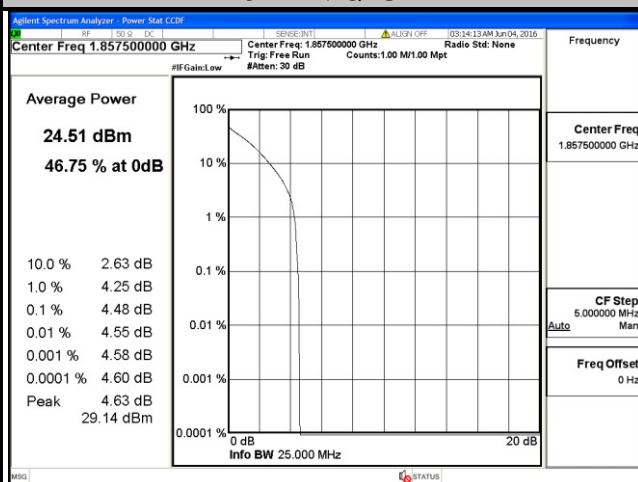 Agilent Spectrum Analyzer - Power Stat CCDF
RF 50 Ω DC SENSE:INT ALIGN OFF 03:14:13 AM Jun 04, 2016
Center Freq 1.857500000 GHz
Center Freq: 1.857500000 GHz Radio Std: None
Trig: Free Run Counts:1.00 M/1.00 Mpt
#IFGain:Low #Atten: 30 dB
Frequency
Average Power
24.51 dBm
46.75 % at 0dB
10.0 % 2.63 dB
1.0 % 4.25 dB
0.1 % 4.48 dB
0.01 % 4.55 dB
0.001 % 4.58 dB
0.0001 % 4.60 dB
Peak 4.63 dB
29.14 dBm
100 %
10 %
1 %
0.1 %
0.01 %
0.001 %
0.0001 %
0 dB 20 dB
Info BW 25.000 MHz
Center Freq
1.857500000 GHz
CF Step
5.000000 MHz
Auto Man
Freq Offset
0 Hz
MSG STATUS